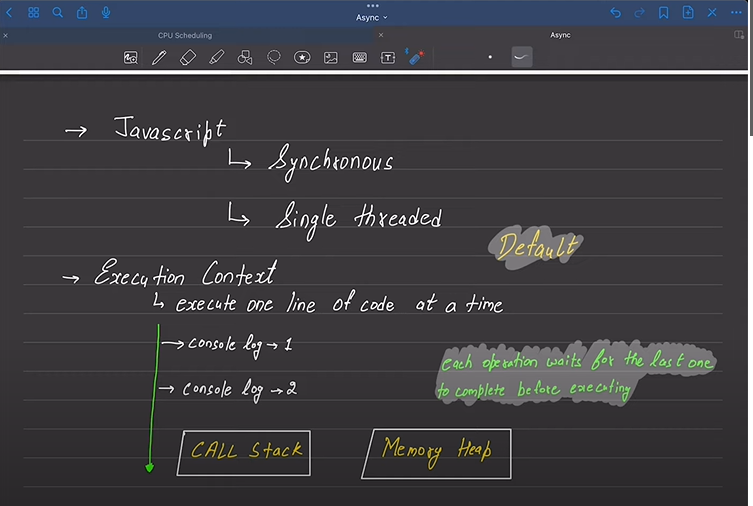 Async
CPU Scheduling
Async
→ Javascript
↳ Synchronous
↳ Single threaded
Default
→ Execution Context
↳ execute one line of code at a time
→ console log → 1
each operation waits for the last one
→ console log → 2
to complete before executing
CALL Stack
Memory Heap